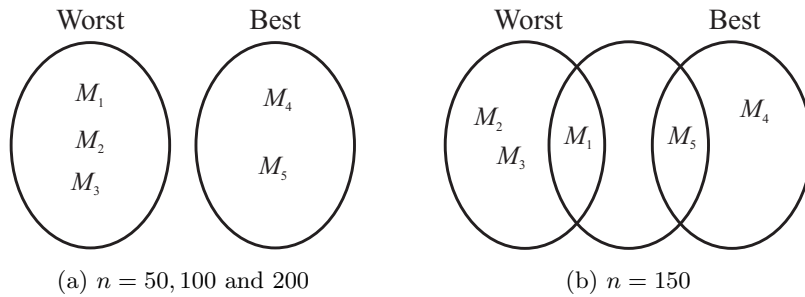 Worst Best
M₁
M₂
M₃
M₄
M₅
(a) n = 50, 100 and 200
Worst Best
M₂
M₃
M₁
M₅
M₄
(b) n = 150